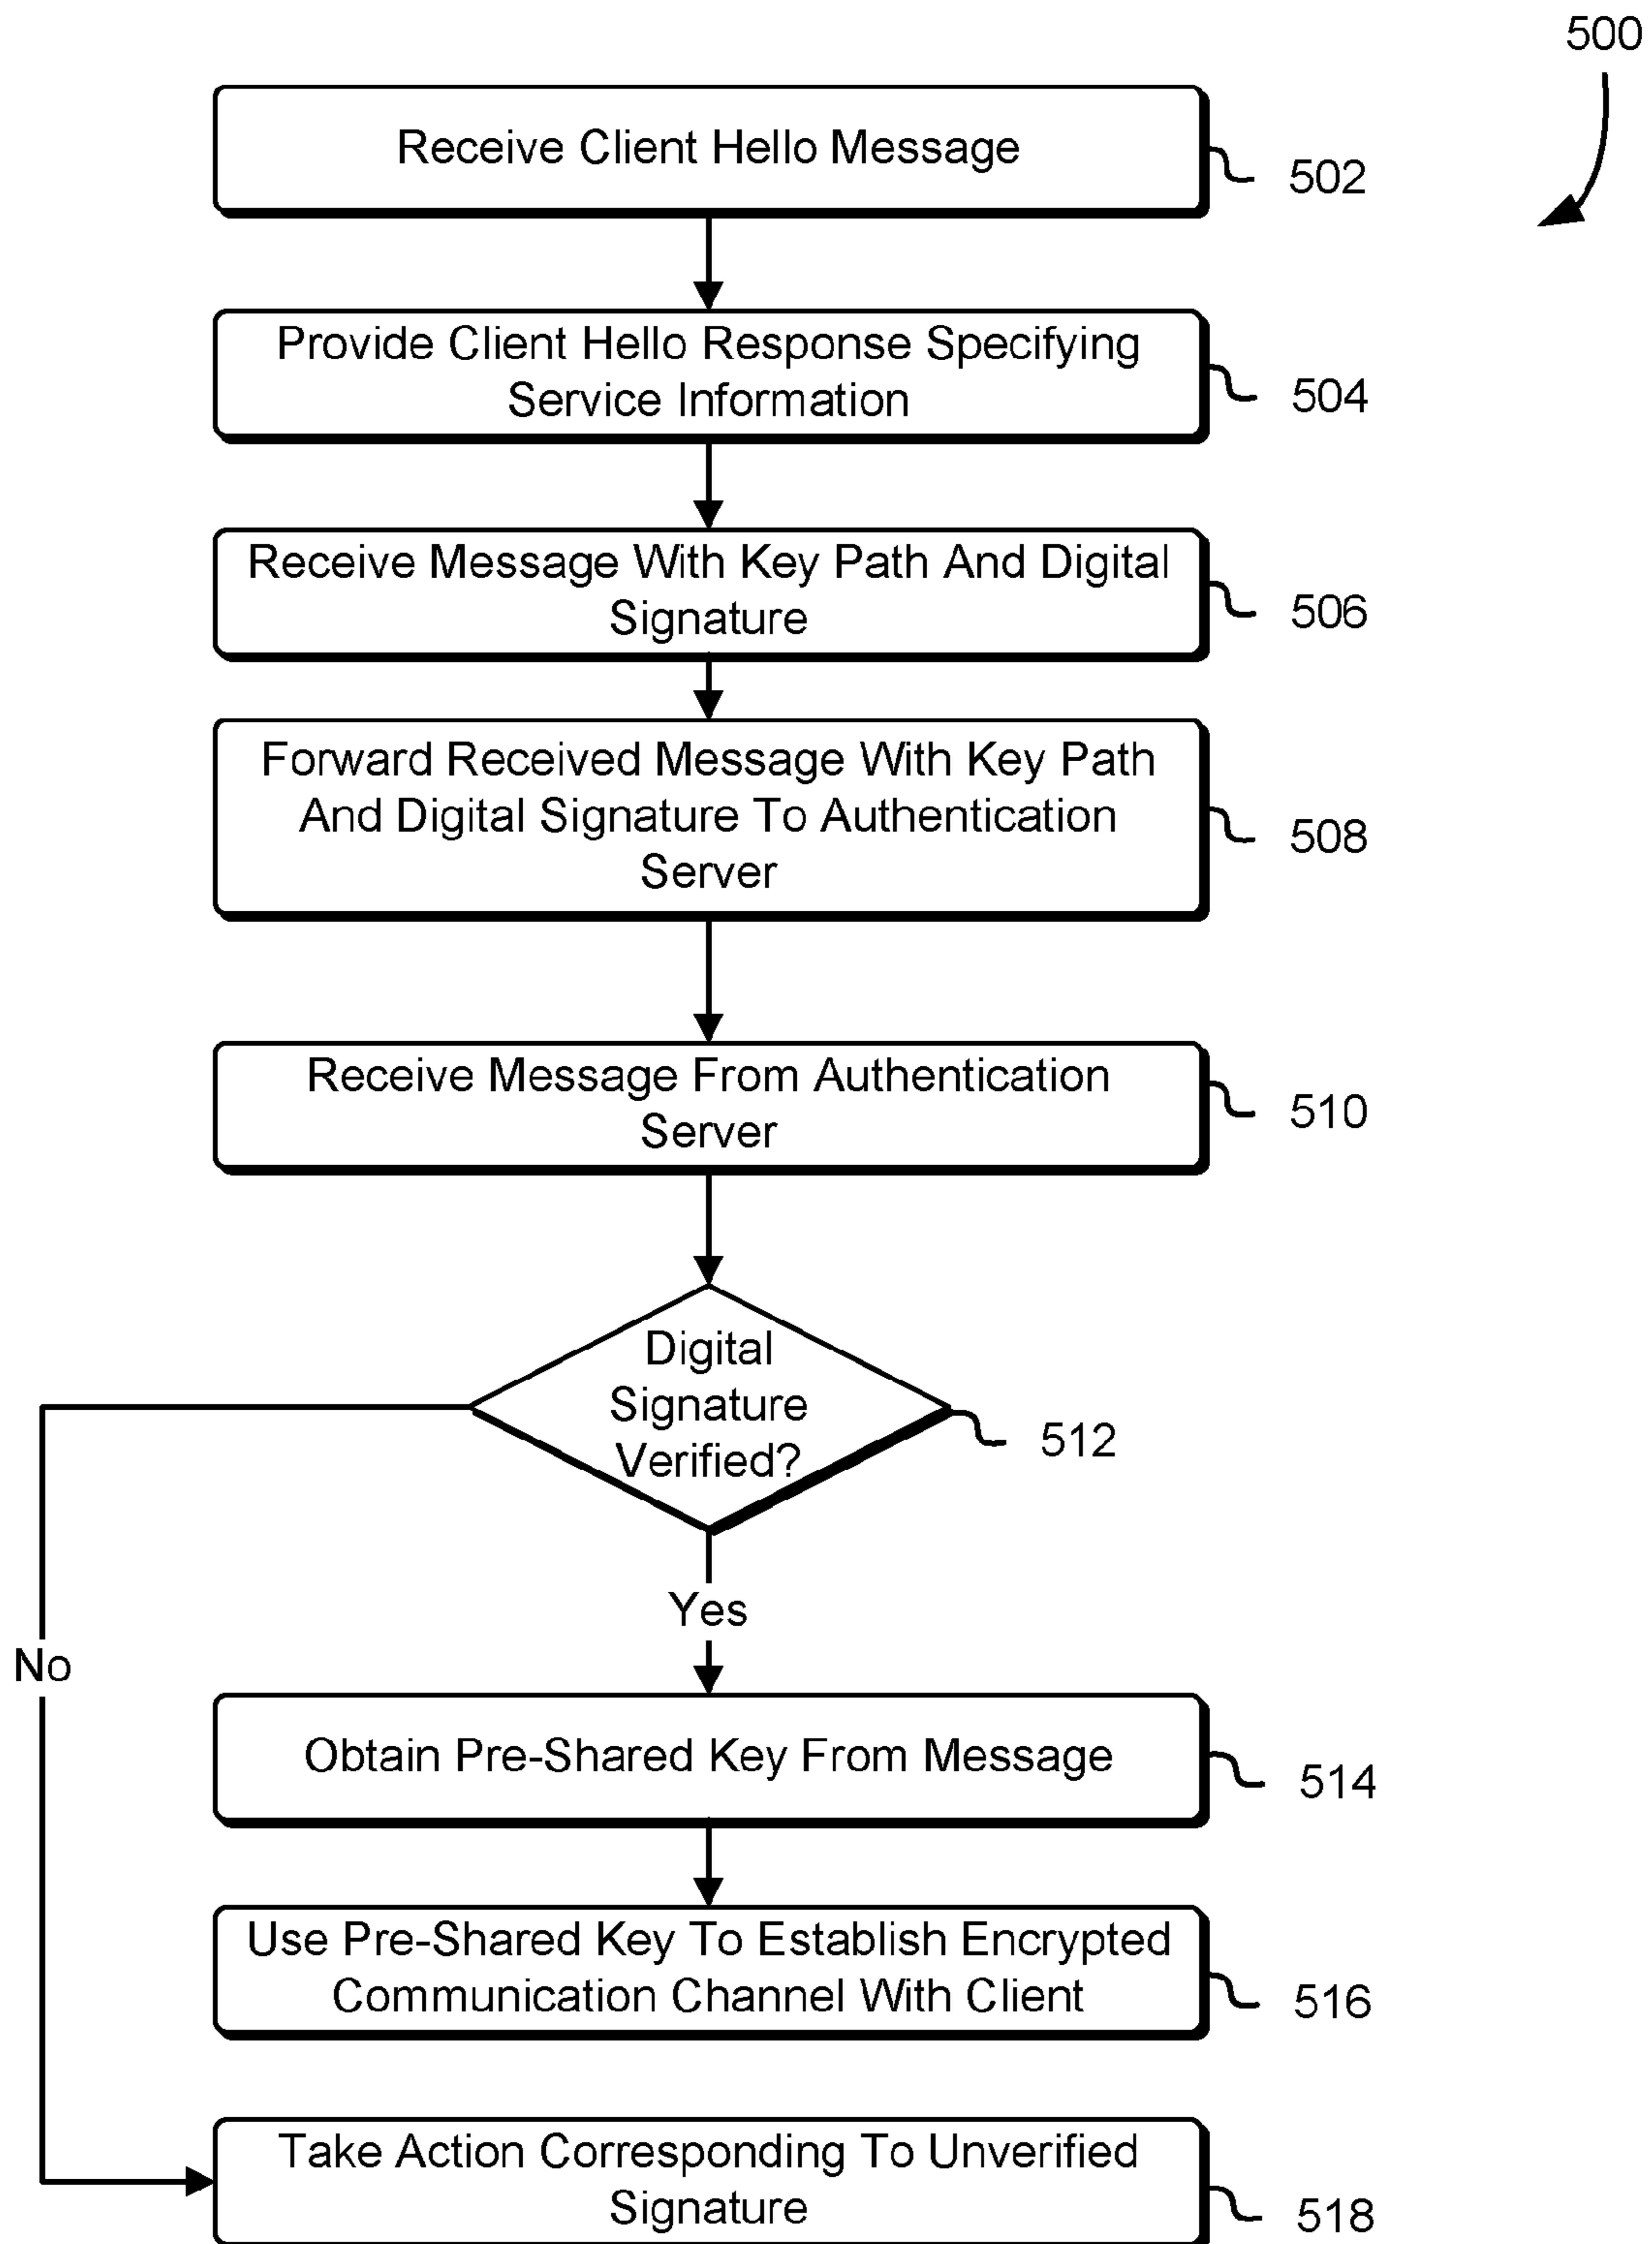 500
Receive Client Hello Message
502
Provide Client Hello Response Specifying
Service Information
504
Receive Message With Key Path And Digital
Signature
506
Forward Received Message With Key Path
And Digital Signature To Authentication
Server
508
Receive Message From Authentication
Server
510
Digital
Signature
Verified?
512
Yes
No
Obtain Pre-Shared Key From Message
514
Use Pre-Shared Key To Establish Encrypted
Communication Channel With Client
516
Take Action Corresponding To Unverified
Signature
518